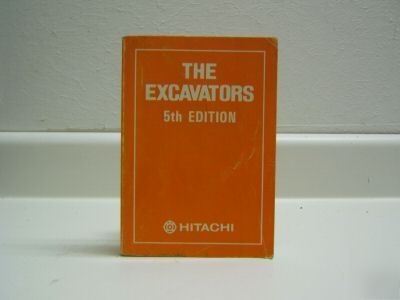 THE
EXCAVATORS
5th EDITION
HITACHI